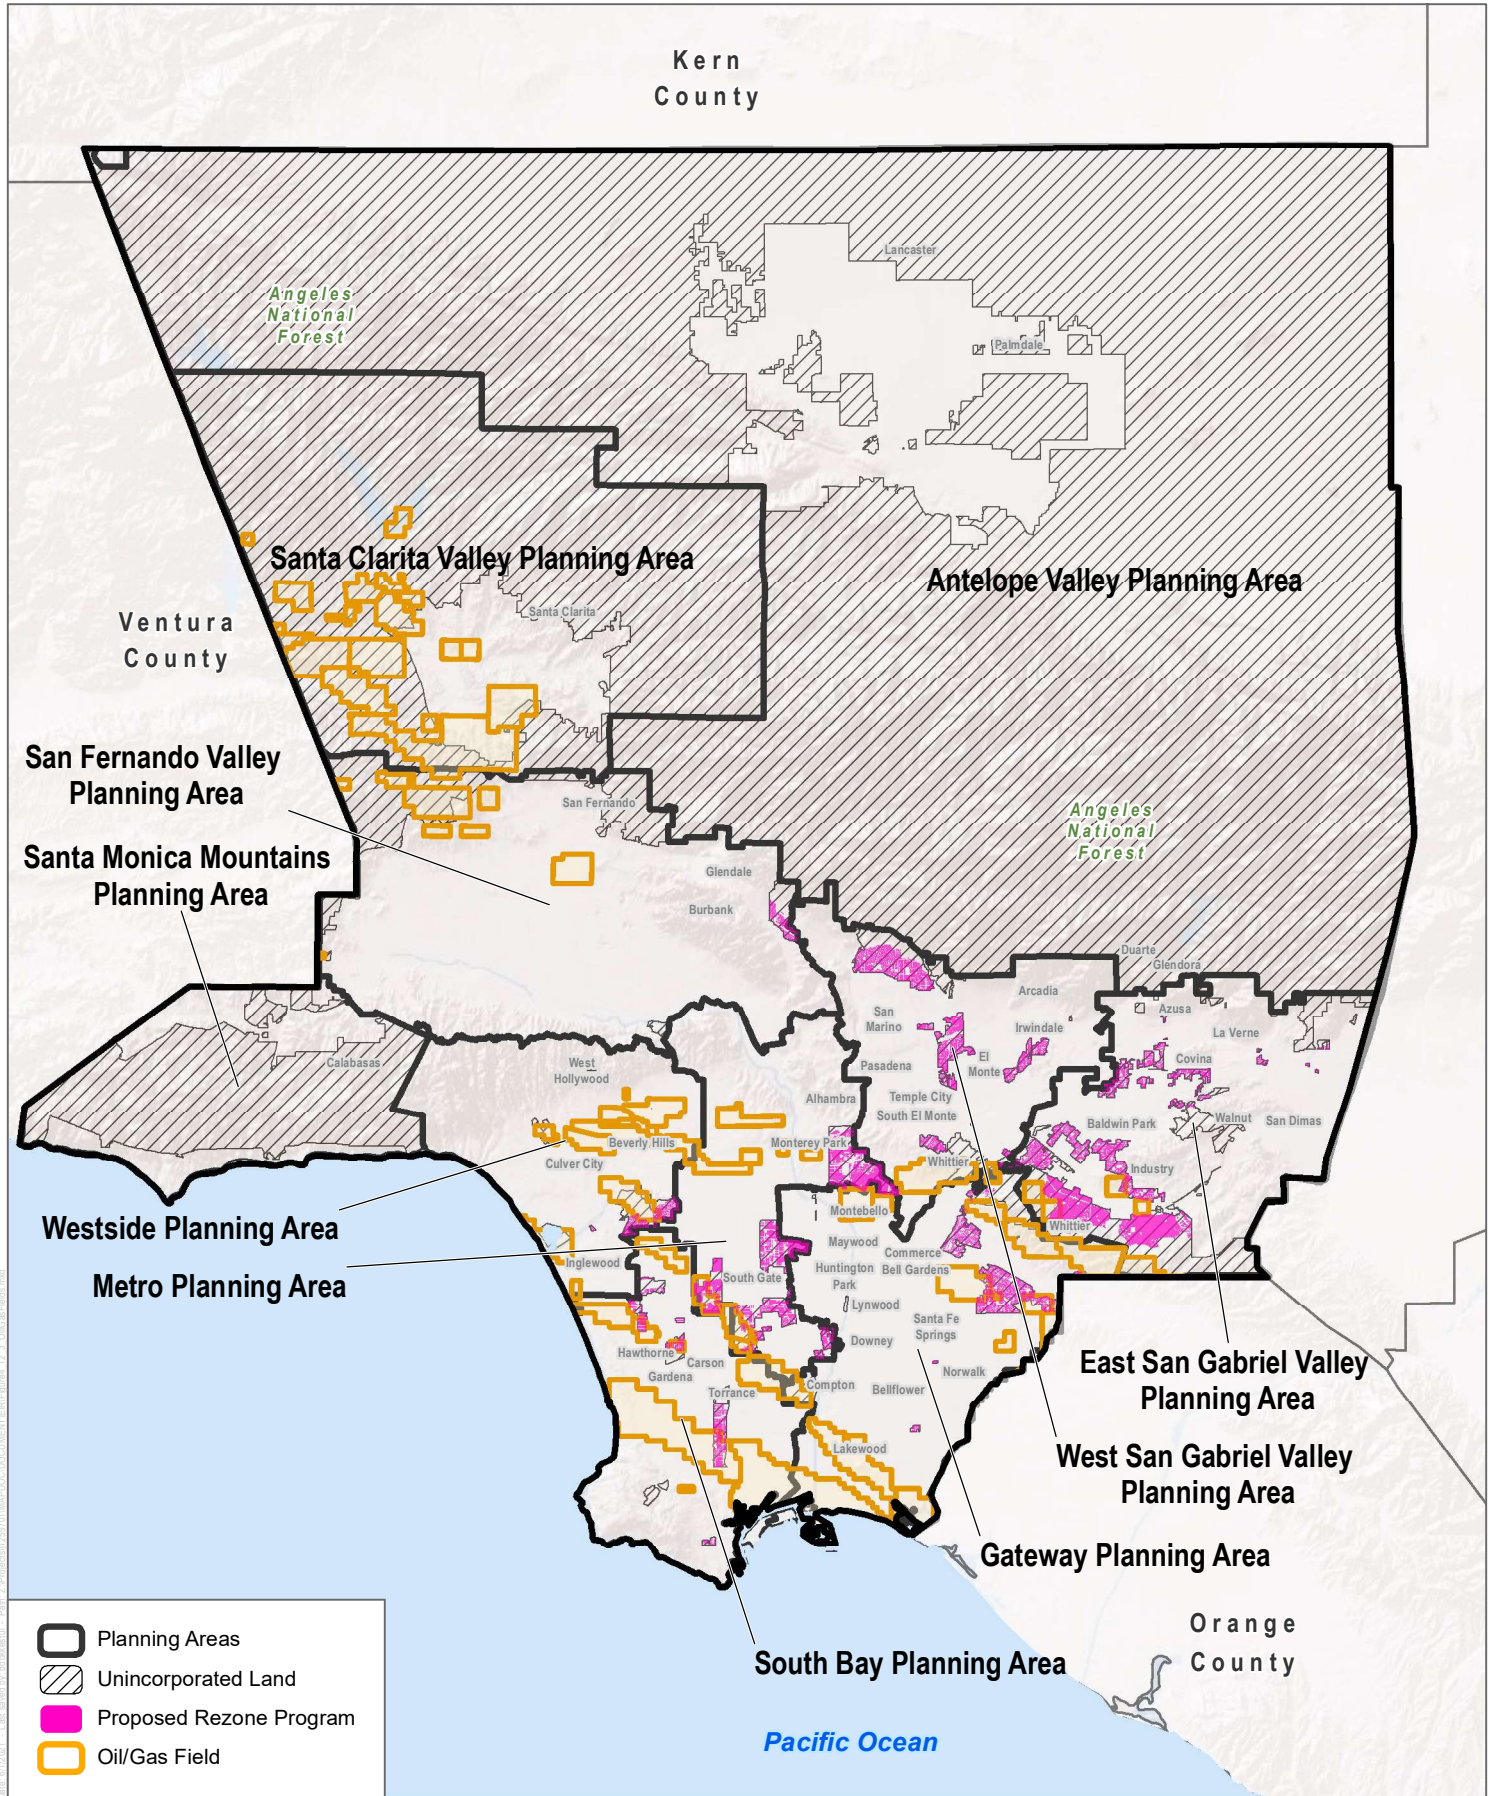 Kern
County
Angeles
National
Forest
Lancaster
Palmdale
Santa Clarita Valley Planning Area
Antelope Valley Planning Area
Santa Clarita
Ventura
County
San Fernando Valley
Planning Area
San Fernando
Angeles
National
Forest
Santa Monica Mountains
Planning Area
Glendale
Burbank
Duarte
Glendora
Arcadia
San
Marino
Irwindale
Azusa
La Verne
Calabasas
West
Hollywood
Pasadena
El
Monte
Covina
Alhambra
Temple City
South El Monte
Baldwin Park
Walnut
San Dimas
Beverly Hills
Monterey Park
Culver City
Whittier
Industry
Montebello
Whittier
Westside Planning Area
Maywood
Commerce
Inglewood
Huntington
Park
Bell Gardens
Metro Planning Area
South Gate
Lynwood
Santa Fe
Springs
Downey
Hawthorne
Carson
Gardena
Norwalk
Torrance
Compton
Bellflower
East San Gabriel Valley
Planning Area
Lakewood
West San Gabriel Valley
Planning Area
Gateway Planning Area
Orange
County
South Bay Planning Area
Pacific Ocean
Planning Areas
Unincorporated Land
Proposed Rezone Program
Oil/Gas Field